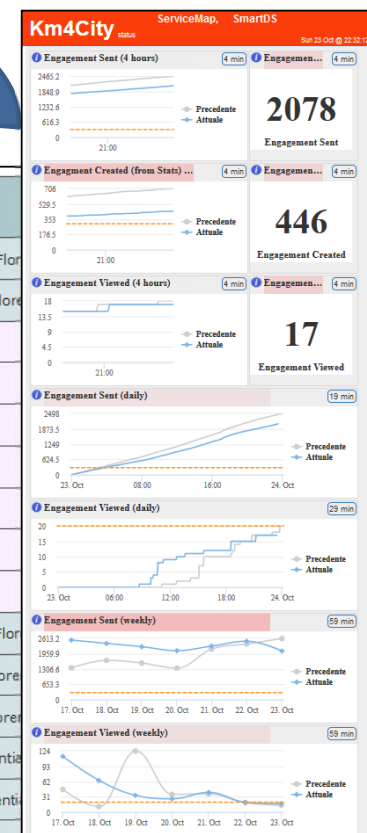 Km4City status
ServiceMap, SmartDS
Sun 23 Oct @ 22:32:12
Engagement Sent (4 hours) 4 min
2465.2
1848.9
1232.6
616.3
0
21:00
Precedente
Attuale
Engagemen... 4 min
2078
Engagement Sent
Engagment Created (from Stats) ... 4 min
706
529.5
353
176.5
0
21:00
Precedente
Attuale
Engagemen... 4 min
446
Engagement Created
Engagement Viewed (4 hours) 4 min
18
13.5
9
4.5
0
21:00
Precedente
Attuale
Engagemen... 4 min
17
Engagement Viewed
Engagement Sent (daily) 19 min
2498
1873.5
1249
624.5
0
23. Oct 08:00 16:00 24. Oct
Precedente
Attuale
Engagement Viewed (daily) 29 min
20
15
10
5
0
23. Oct 06:00 12:00 18:00 24. Oct
Precedente
Attuale
Engagement Sent (weekly) 59 min
2613.2
1959.9
1306.6
653.3
0
17. Oct 18. Oct 19. Oct 20. Oct 21. Oct 22. Oct 23. Oct
Precedente
Attuale
Engagement Viewed (weekly) 59 min
124
93
62
31
0
17. Oct 18. Oct 19. Oct 20. Oct 21. Oct 22. Oct 23. Oct
Precedente
Attuale